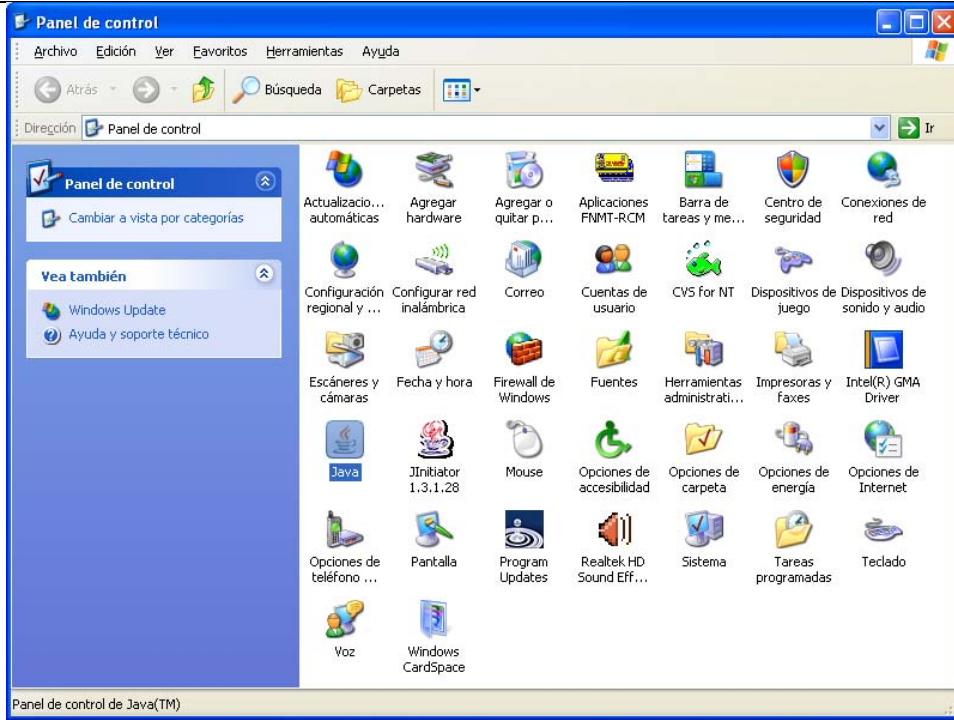 Panel de control
Archivo Edición Ver Favoritos Herramientas Ayuda
Atrás Búsqueda Carpetas
Dirección Panel de control Ir
Panel de control
Cambiar a vista por categorías
Vea también
Windows Update
Ayuda y soporte técnico
Actualizacio...
automáticas
Agregar
hardware
Agregar o
quitar p...
Aplicaciones
FNMT-RCM
Barra de
tareas y me...
Centro de
seguridad
Conexiones de
red
Configuración
regional y ...
Configurar red
inalámbrica
Correo
Cuentas de
usuario
CVS for NT
Dispositivos de
juego
Dispositivos de
sonido y audio
Escáneres y
cámaras
Fecha y hora
Firewall de
Windows
Fuentes
Herramientas
administrati...
Impresoras y
faxes
Intel(R) GMA
Driver
Java
JInitiator
1.3.1.28
Mouse
Opciones de
accesibilidad
Opciones de
carpeta
Opciones de
energía
Opciones de
Internet
Opciones de
teléfono ...
Pantalla
Program
Updates
Realtek HD
Sound Eff...
Sistema
Tareas
programadas
Teclado
Voz
Windows
CardSpace
Panel de control de Java(TM)